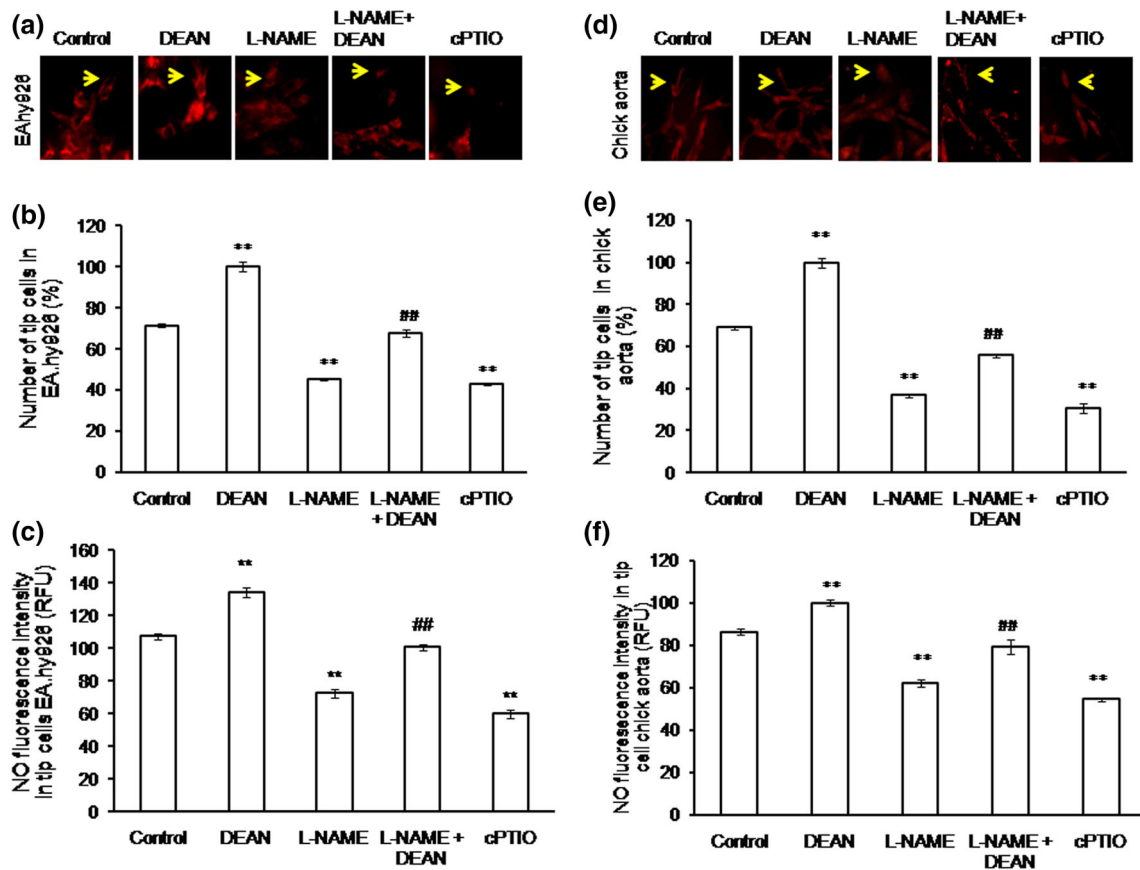 (a)
Control
DEAN
L-NAME
L-NAME+
DEAN
cPTIO
EAhy926
(b)
Number of tip cells in
EA.hy926 (%)
120
100
80
60
40
20
0
**
**
##
**
Control
DEAN
L-NAME
L-NAME
+ DEAN
cPTIO
(c)
NO fluorescence intensity
in tip cells EA.hy926 (RFU)
160
140
120
100
80
60
40
20
0
**
**
##
**
Control
DEAN
L-NAME
L-NAME +
DEAN
cPTIO
(d)
Control
DEAN
L-NAME
L-NAME+
DEAN
cPTIO
Chick aorta
(e)
Number of tip cells in chick
aorta (%)
120
100
80
60
40
20
0
**
**
##
**
Control
DEAN
L-NAME
L-NAME +
DEAN
cPTIO
(f)
NO fluoresecence intensity in tip
cell chick aorta (RFU)
120
100
80
60
40
20
0
**
**
##
**
Control
DEAN
L-NAME
L-NAME +
DEAN
cPTIO